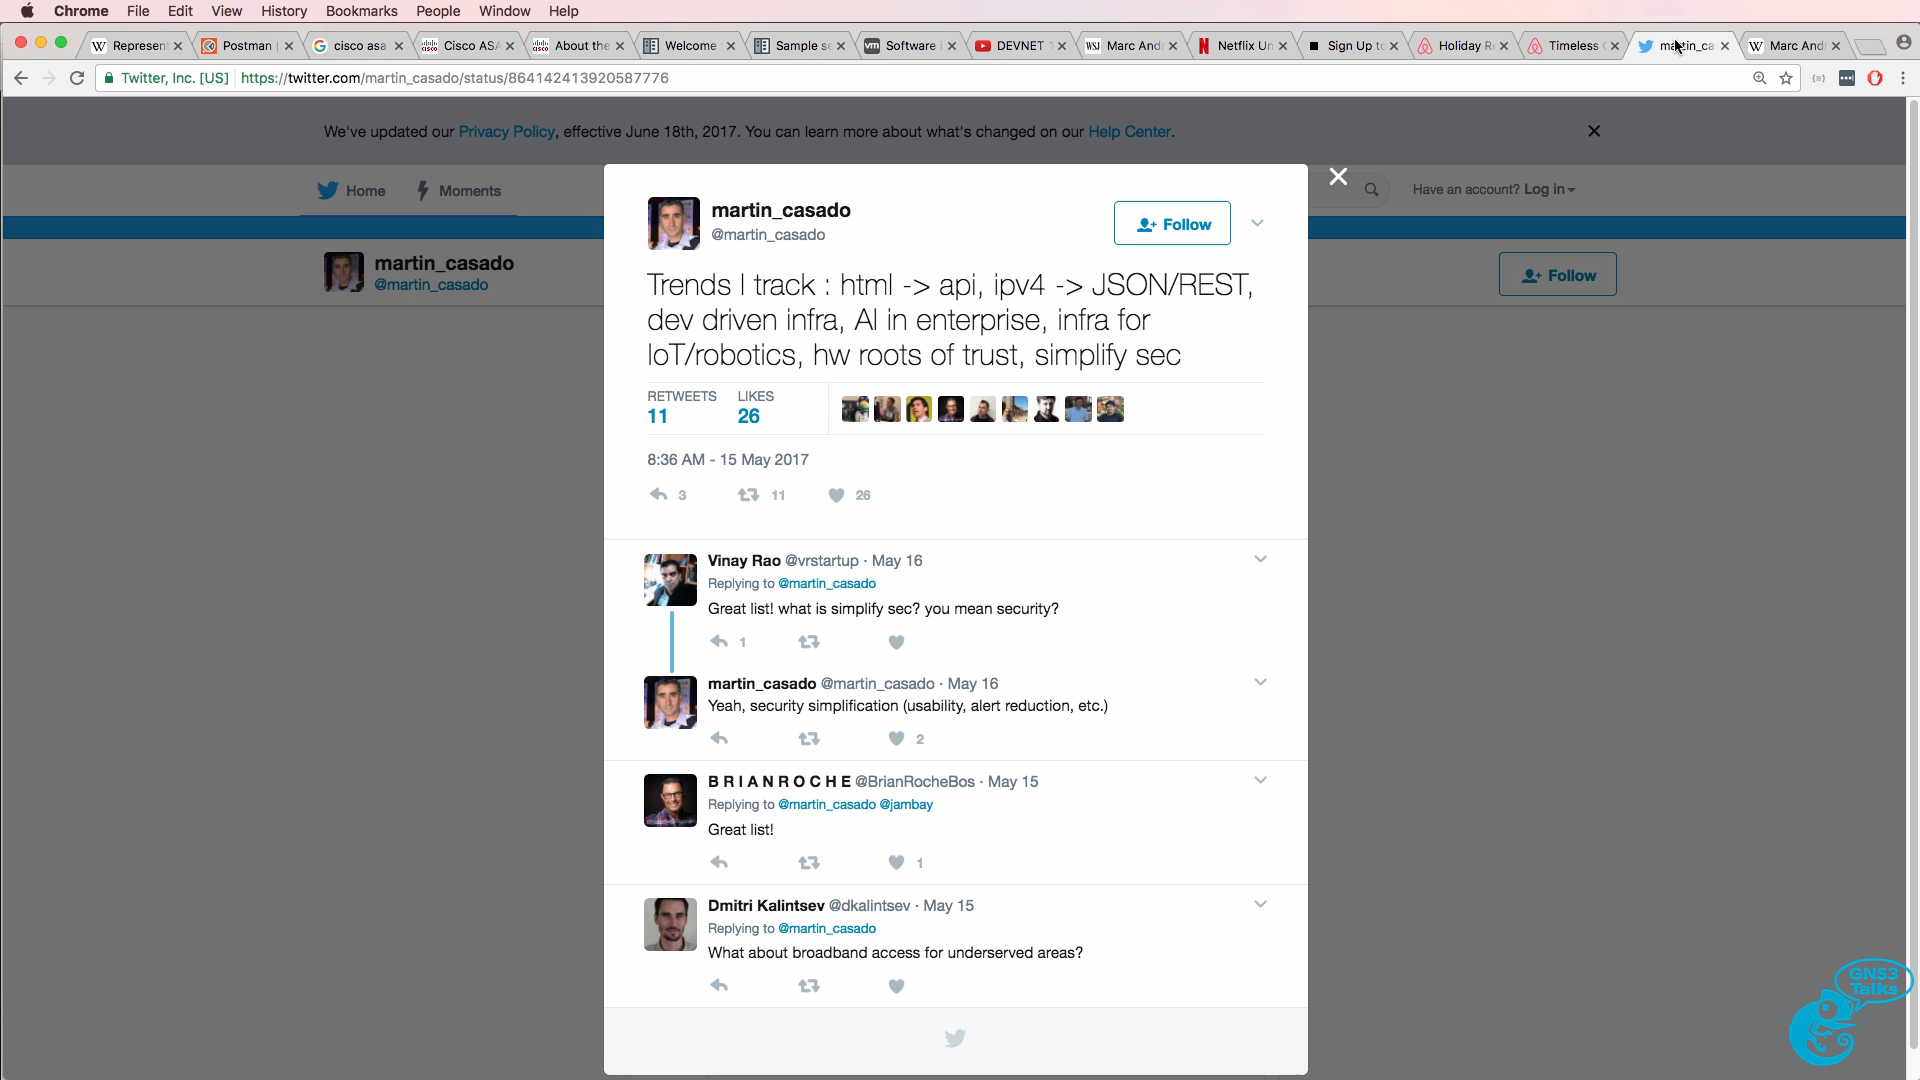 Chrome File Edit View History Bookmarks People Window Help
Represen Postman cisco asa Cisco ASA About the Welcome Sample se Software DEVNET Marc And Netflix Un Sign Up to Holiday R Timeless martin_ca Marc And
Twitter, Inc. [US] https://twitter.com/martin_casado/status/864142413920587776
We've updated our Privacy Policy, effective June 18th, 2017. You can learn more about what's changed on our Help Center.
Home Moments Have an account? Log in
martin_casado
@martin_casado
Follow
martin_casado
@martin_casado
Follow
Trends I track : html -> api, ipv4 -> JSON/REST,
dev driven infra, AI in enterprise, infra for
IoT/robotics, hw roots of trust, simplify sec
RETWEETS LIKES
11 26
8:36 AM - 15 May 2017
3 11 26
Vinay Rao @vrstartup · May 16
Replying to @martin_casado
Great list! what is simplify sec? you mean security?
1
martin_casado @martin_casado · May 16
Yeah, security simplification (usability, alert reduction, etc.)
2
B R I A N R O C H E @BrianRocheBos · May 15
Replying to @martin_casado @jambay
Great list!
1
Dmitri Kalintsev @dkalintsev · May 15
Replying to @martin_casado
What about broadband access for underserved areas?
GNS3
Talks